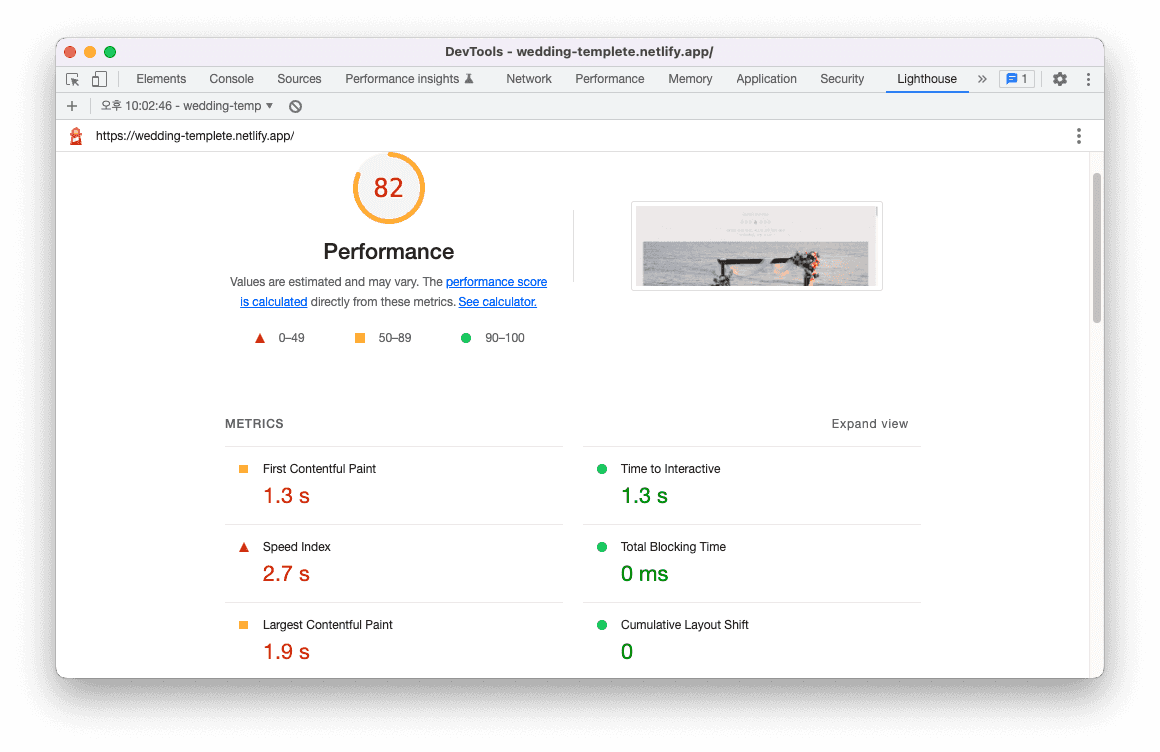 DevTools - wedding-templete.netlify.app/
Elements Console Sources Performance insights Network Performance Memory Application Security Lighthouse » 1
+ 오후 10:02:46 - wedding-temp
https://wedding-templete.netlify.app/
82
Performance
Values are estimated and may vary. The performance score
is calculated directly from these metrics. See calculator.
0–49 50–89 90–100
METRICS Expand view
First Contentful Paint
1.3 s
Time to Interactive
1.3 s
Speed Index
2.7 s
Total Blocking Time
0 ms
Largest Contentful Paint
1.9 s
Cumulative Layout Shift
0